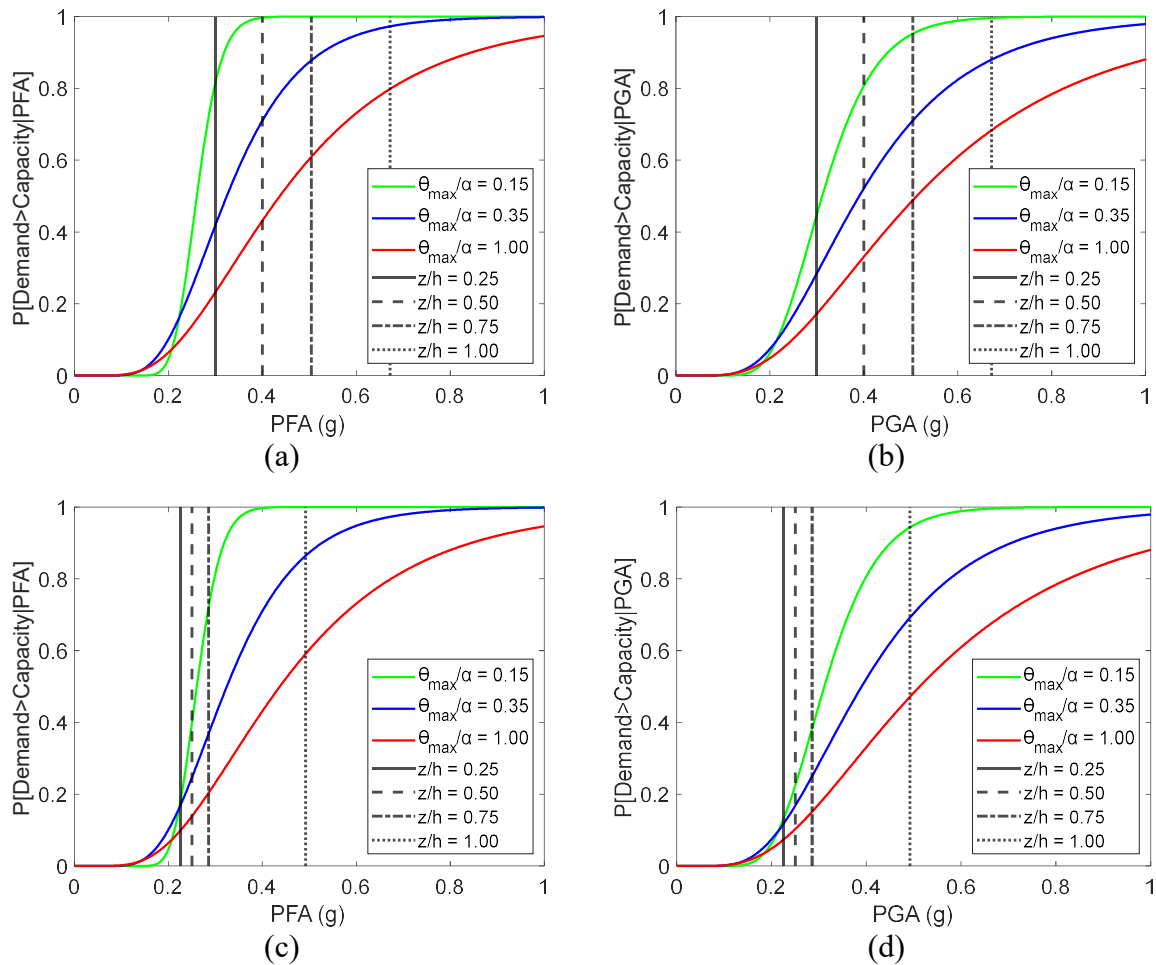 P[Demand>Capacity|PFA]
1
0.8
0.6
0.4
0.2
0
0 0.2 0.4 0.6 0.8 1
PFA (g)
θmax/α = 0.15
θmax/α = 0.35
θmax/α = 1.00
z/h = 0.25
z/h = 0.50
z/h = 0.75
z/h = 1.00
(a)
P[Demand>Capacity|PGA]
1
0.8
0.6
0.4
0.2
0
0 0.2 0.4 0.6 0.8 1
PGA (g)
θmax/α = 0.15
θmax/α = 0.35
θmax/α = 1.00
z/h = 0.25
z/h = 0.50
z/h = 0.75
z/h = 1.00
(b)
P[Demand>Capacity|PFA]
1
0.8
0.6
0.4
0.2
0
0 0.2 0.4 0.6 0.8 1
PFA (g)
θmax/α = 0.15
θmax/α = 0.35
θmax/α = 1.00
z/h = 0.25
z/h = 0.50
z/h = 0.75
z/h = 1.00
(c)
P[Demand>Capacity|PGA]
1
0.8
0.6
0.4
0.2
0
0 0.2 0.4 0.6 0.8 1
PGA (g)
θmax/α = 0.15
θmax/α = 0.35
θmax/α = 1.00
z/h = 0.25
z/h = 0.50
z/h = 0.75
z/h = 1.00
(d)